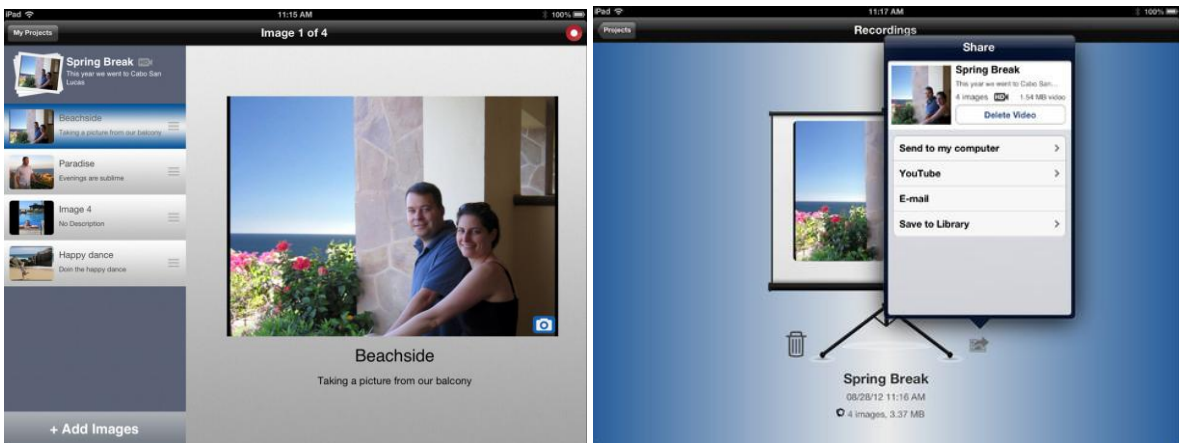 iPad
11:15 AM
100%
My Projects
Image 1 of 4
Spring Break HD
This year we went to Cabo San
Lucas
Beachside
Taking a picture from our balcony
Paradise
Evenings are sublime
Image 4
No Description
Happy dance
Doin the happy dance
+ Add Images
Beachside
Taking a picture from our balcony
iPad
11:17 AM
100%
Projects
Recordings
Share
Spring Break
This year we went to Cabo San...
4 images HD 1.54 MB video
Delete Video
Send to my computer
YouTube
E-mail
Save to Library
Spring Break
08/28/12 11:16 AM
4 images, 3.37 MB